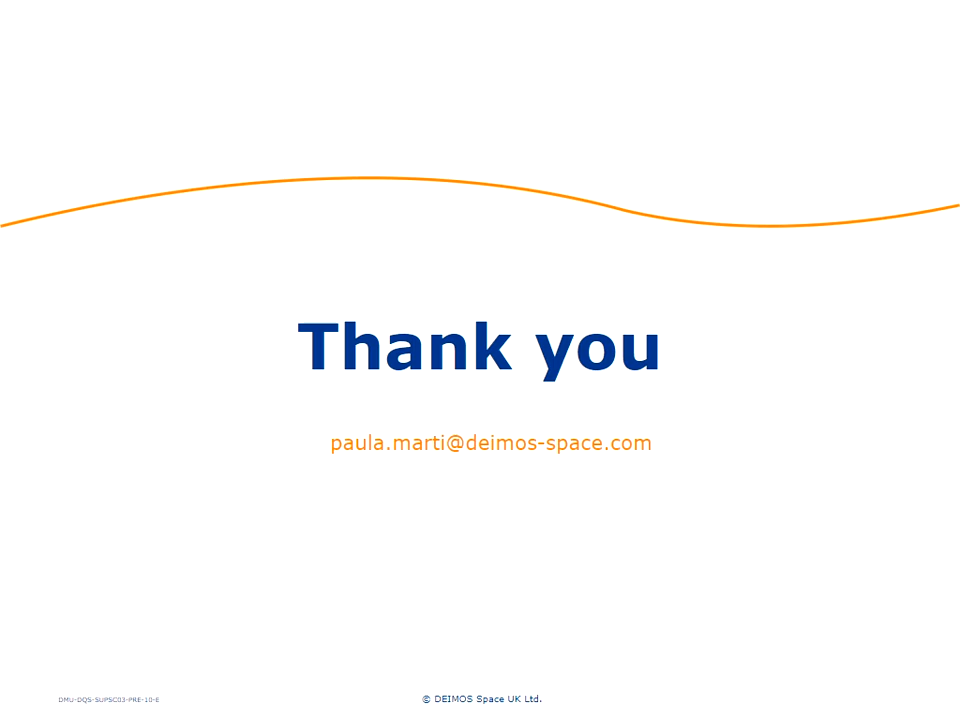 Thank you
paula.marti@deimos-space.com
DMU-DQS-SUPSC03-PRE-10-E
© DEIMOS Space UK Ltd.